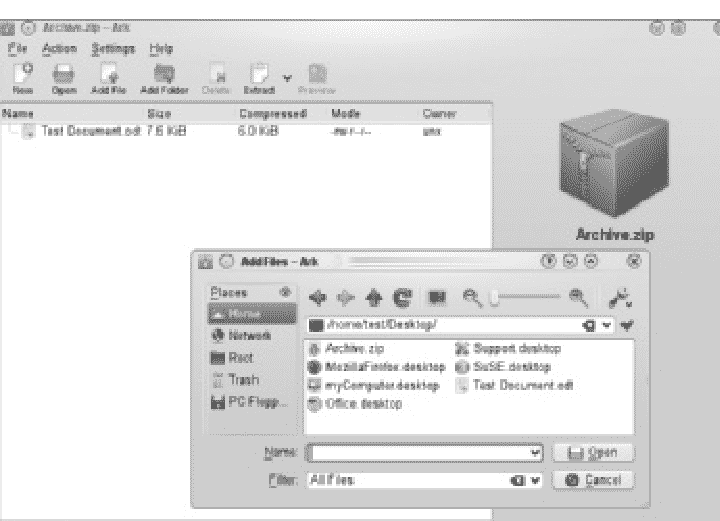 Archive.zip – Ark
File Action Settings Help
New Open Add File Add Folder Delete Extract Preview
Name Size Compressed Mode Owner
Test Document.odt 7.6 KiB 6.0 KiB -rw-r--r--
Archive.zip
Add Files – Ark
Places
Home
Network
Root
Trash
PC Flopp...
/home/test/Desktop/
Archive.zip
MozillaFirefox.desktop
myComputer.desktop
Office.desktop
Support.desktop
SuSE.desktop
Test Document.odt
Name:
Open
Filter: All Files
Cancel